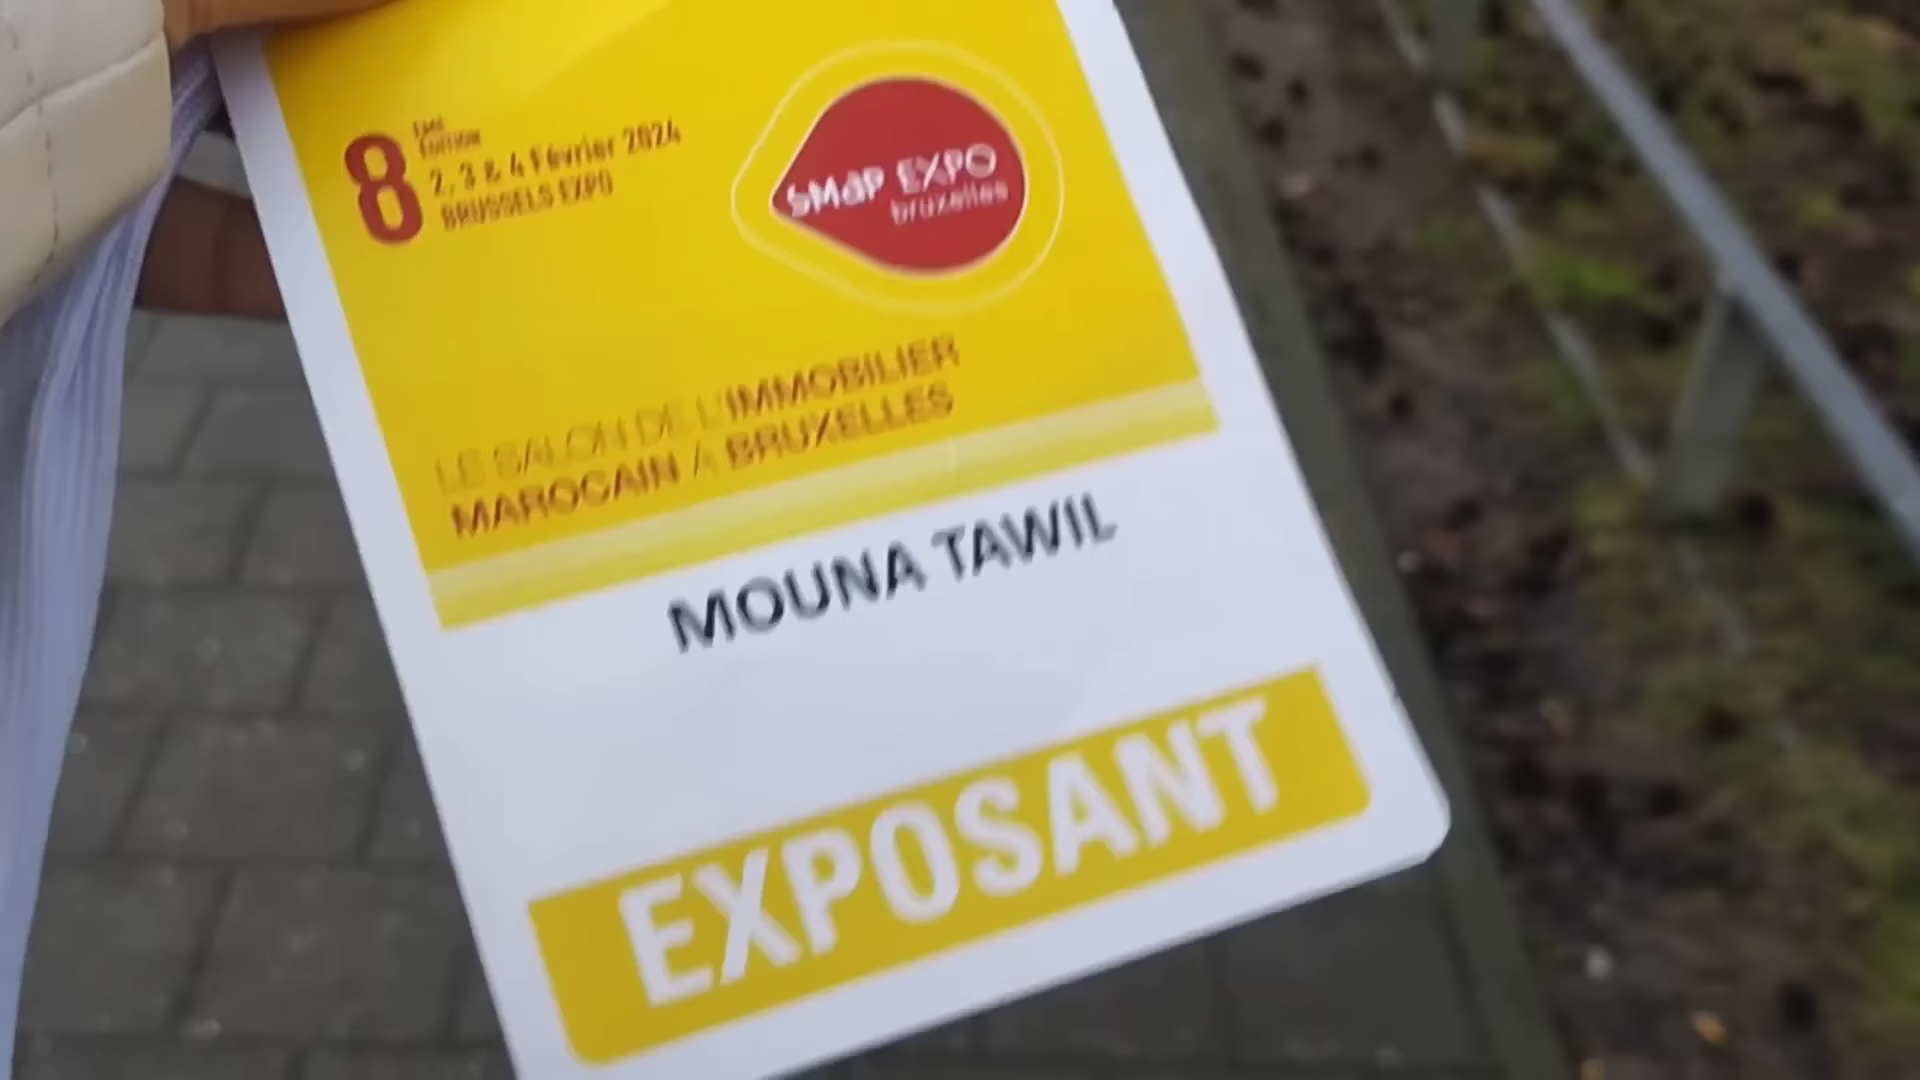 8 ÈME
ÉDITION
2, 3 & 4 Février 2024
BRUSSELS EXPO
SMAP EXPO
bruxelles
LE SALON DE L'IMMOBILIER
MAROCAIN À BRUXELLES
MOUNA TAWIL
EXPOSANT